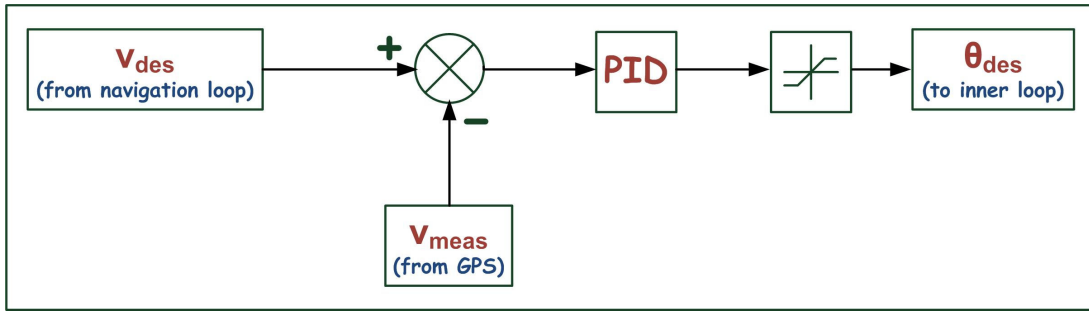 v_des
(from navigation loop)
+
−
PID
θ_des
(to inner loop)
v_meas
(from GPS)